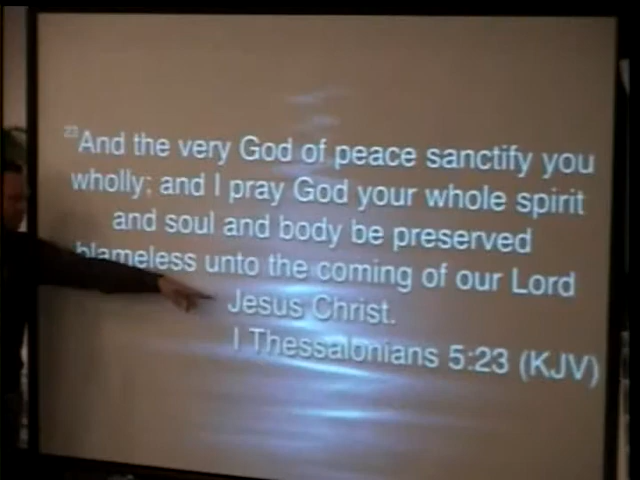 23And the very God of peace sanctify you
wholly; and I pray God your whole spirit
and soul and body be preserved
blameless unto the coming of our Lord
Jesus Christ.
I Thessalonians 5:23 (KJV)